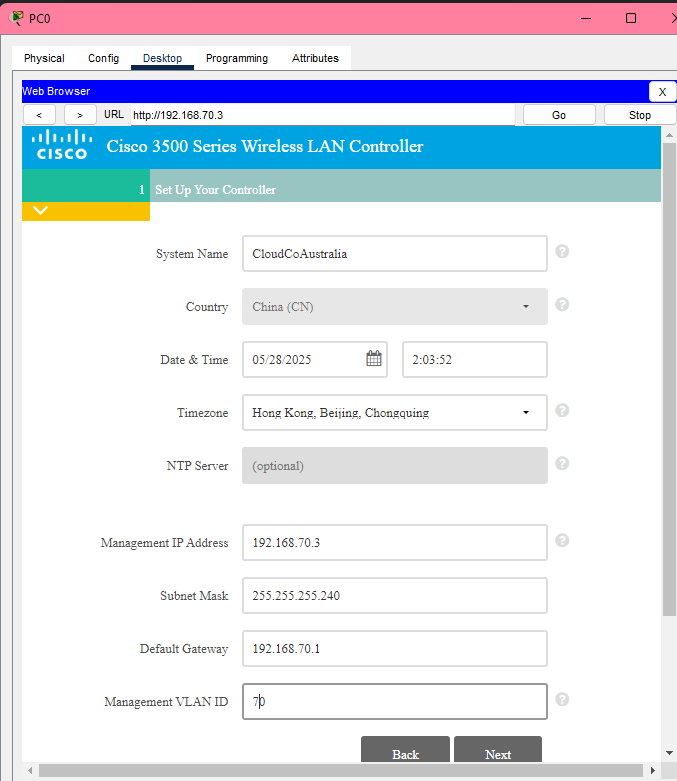 PC0
Physical Config Desktop Programming Attributes
Web Browser X
< > URL http://192.168.70.3 Go Stop
CISCO Cisco 3500 Series Wireless LAN Controller
1 Set Up Your Controller
System Name CloudCoAustralia ?
Country China (CN) ?
Date & Time 05/28/2025 2:03:52
Timezone Hong Kong, Beijing, Chongquing ?
NTP Server (optional) ?
Management IP Address 192.168.70.3 ?
Subnet Mask 255.255.255.240
Default Gateway 192.168.70.1
Management VLAN ID 70 ?
Back Next